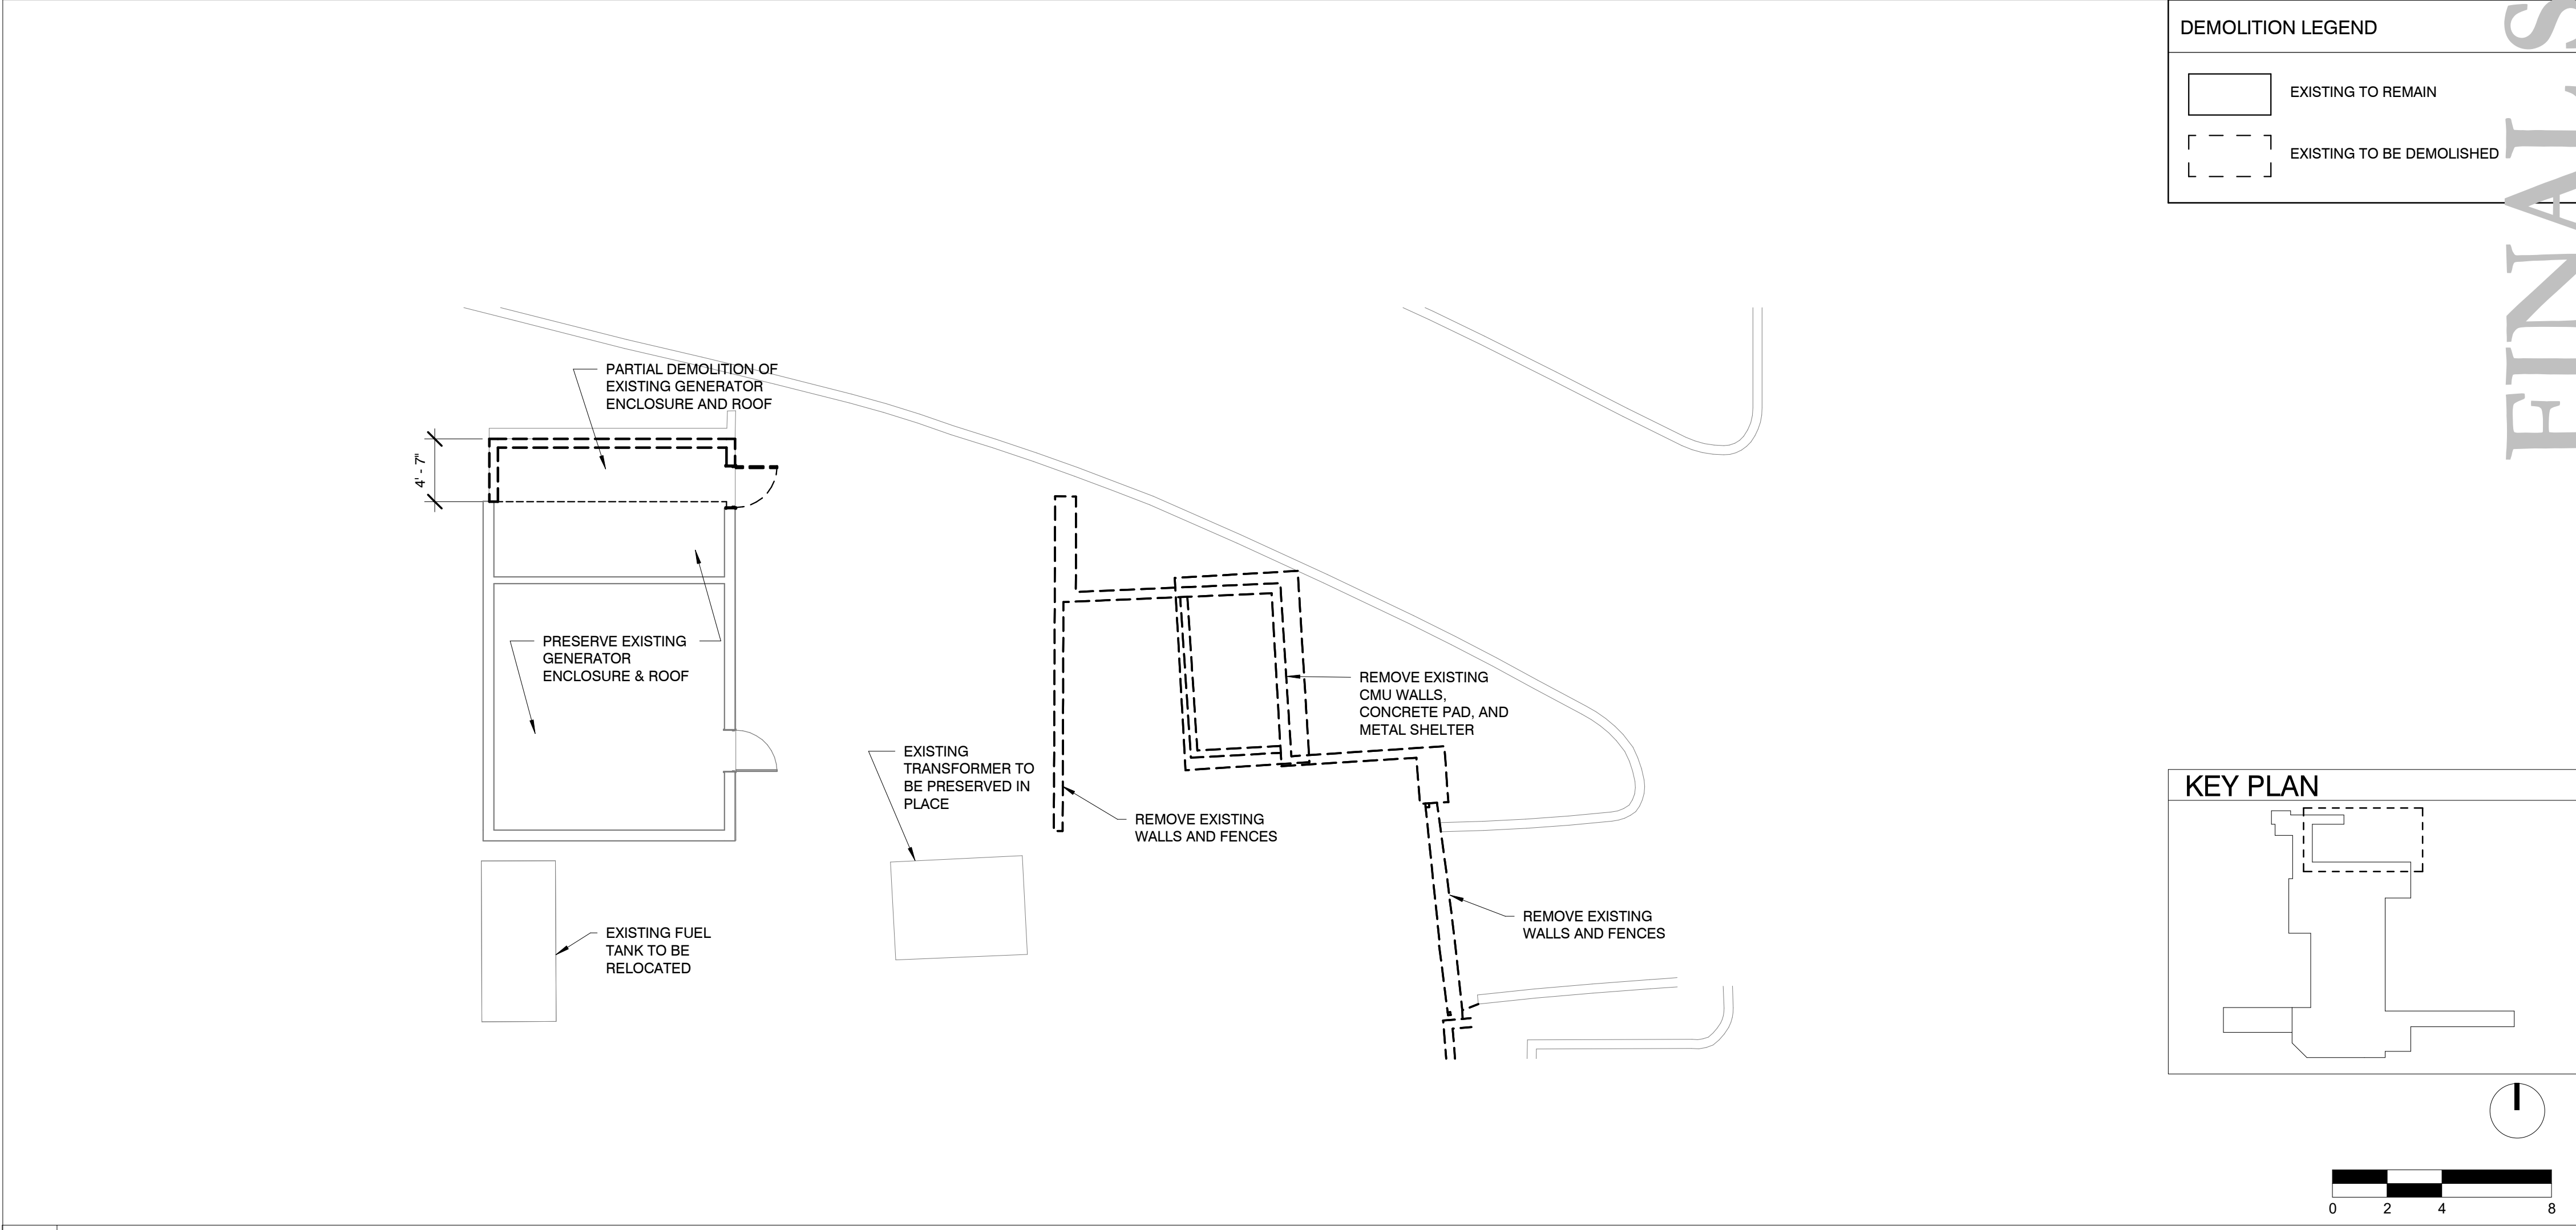 DEMOLITION LEGEND
EXISTING TO REMAIN
EXISTING TO BE DEMOLISHED
FINAL S
PARTIAL DEMOLITION OF
EXISTING GENERATOR
ENCLOSURE AND ROOF
4' - 7"
PRESERVE EXISTING
GENERATOR
ENCLOSURE & ROOF
REMOVE EXISTING
CMU WALLS,
CONCRETE PAD, AND
METAL SHELTER
EXISTING
TRANSFORMER TO
BE PRESERVED IN
PLACE
REMOVE EXISTING
WALLS AND FENCES
EXISTING FUEL
TANK TO BE
RELOCATED
REMOVE EXISTING
WALLS AND FENCES
KEY PLAN
0 2 4 8